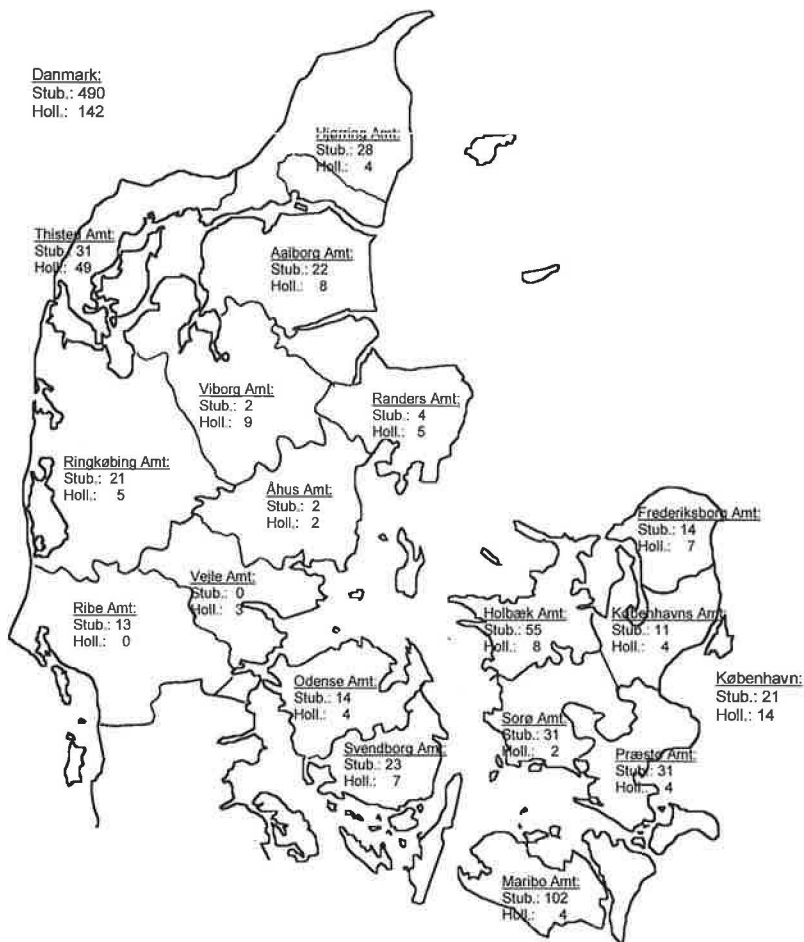 Danmark:
Stub.: 490
Holl.: 142
Hjørring Amt:
Stub.: 28
Holl.: 4
Thisted Amt:
Stub.: 31
Holl.: 49
Aalborg Amt:
Stub.: 22
Holl.: 8
Viborg Amt:
Stub.: 2
Holl.: 9
Randers Amt:
Stub.: 4
Holl.: 5
Ringkøbing Amt:
Stub.: 21
Holl.: 5
Åhus Amt:
Stub.: 2
Holl.: 2
Frederiksborg Amt:
Stub.: 14
Holl.: 7
Vejle Amt:
Stub.: 0
Holl.: 3
Ribe Amt:
Stub.: 13
Holl.: 0
Holbæk Amt:
Stub.: 55
Holl.: 8
Københavns Amt:
Stub.: 11
Holl.: 4
København:
Stub.: 21
Holl.: 14
Odense Amt:
Stub.: 14
Holl.: 4
Sorø Amt:
Stub.: 31
Holl.: 2
Svendborg Amt:
Stub.: 23
Holl.: 7
Præstø Amt:
Stub.: 31
Holl.: 4
Maribo Amt:
Stub.: 102
Holl.: 4